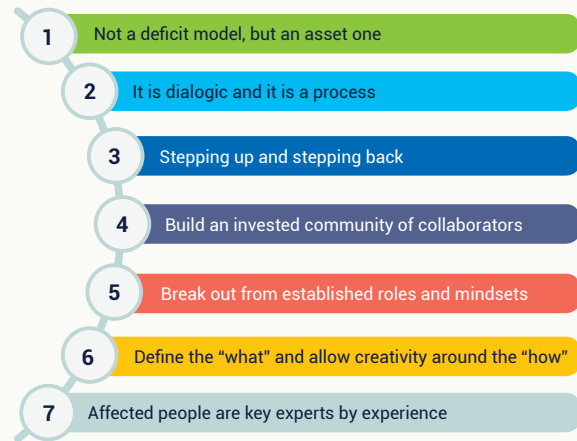 1 Not a deficit model, but an asset one
2 It is dialogic and it is a process
3 Stepping up and stepping back
4 Build an invested community of collaborators
5 Break out from established roles and mindsets
6 Define the “what” and allow creativity around the “how”
7 Affected people are key experts by experience